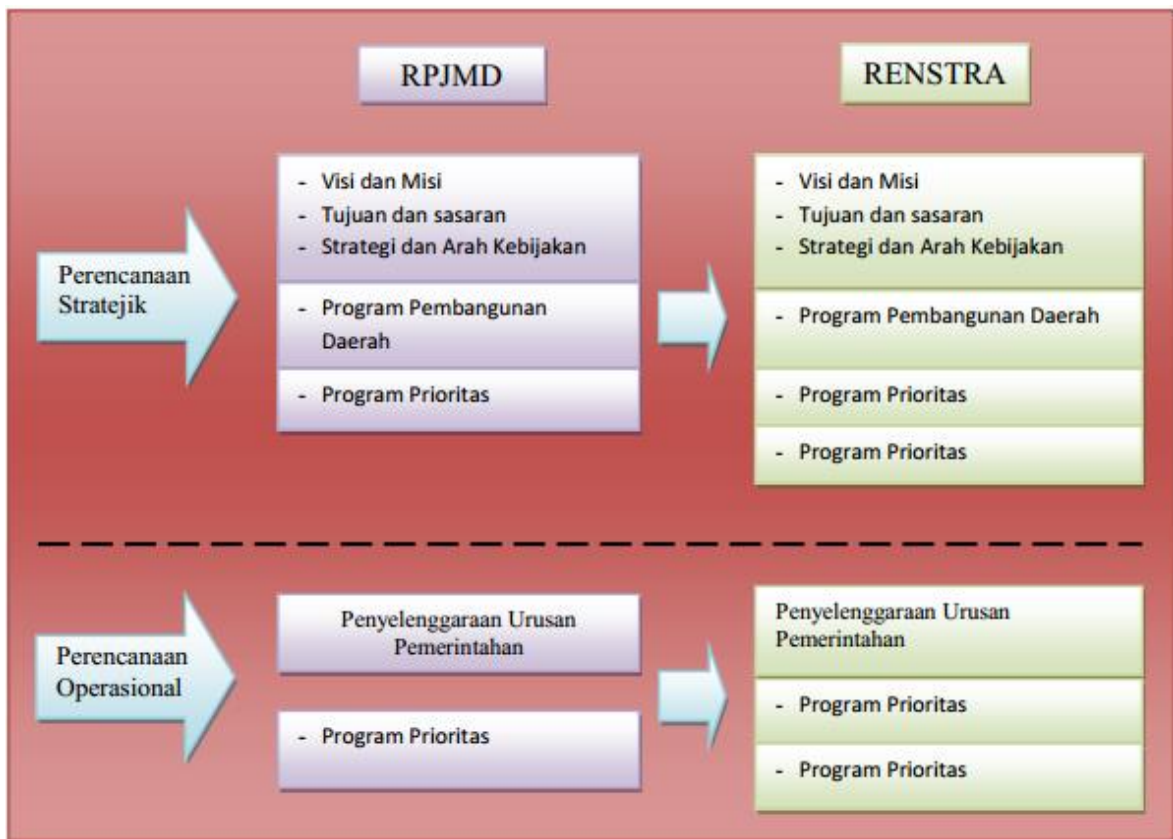 RPJMD
RENSTRA
Perencanaan
Stratejik
- Visi dan Misi
- Tujuan dan sasaran
- Strategi dan Arah Kebijakan
- Program Pembangunan
Daerah
- Program Prioritas
- Visi dan Misi
- Tujuan dan sasaran
- Strategi dan Arah Kebijakan
- Program Pembangunan Daerah
- Program Prioritas
- Program Prioritas
Perencanaan
Operasional
Penyelenggaraan Urusan
Pemerintahan
- Program Prioritas
Penyelenggaraan Urusan
Pemerintahan
- Program Prioritas
- Program Prioritas